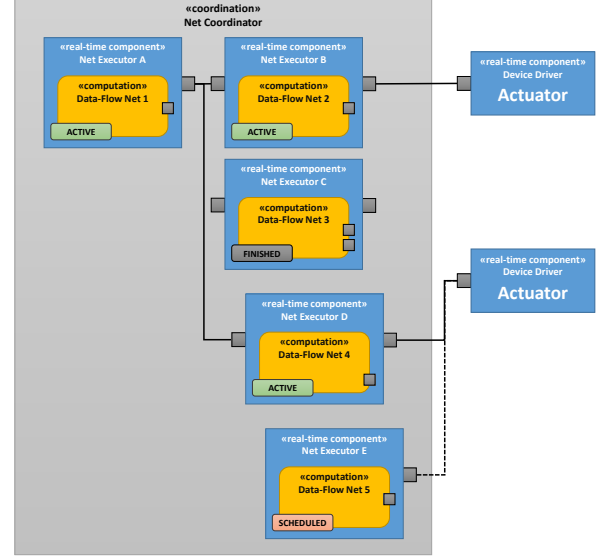 «coordination»
Net Coordinator
«real-time component»
Net Executor A
«computation»
Data-Flow Net 1
ACTIVE
«real-time component»
Net Executor B
«computation»
Data-Flow Net 2
ACTIVE
«real-time component»
Device Driver
Actuator
«real-time component»
Net Executor C
«computation»
Data-Flow Net 3
FINISHED
«real-time component»
Device Driver
Actuator
«real-time component»
Net Executor D
«computation»
Data-Flow Net 4
ACTIVE
«real-time component»
Net Executor E
«computation»
Data-Flow Net 5
SCHEDULED